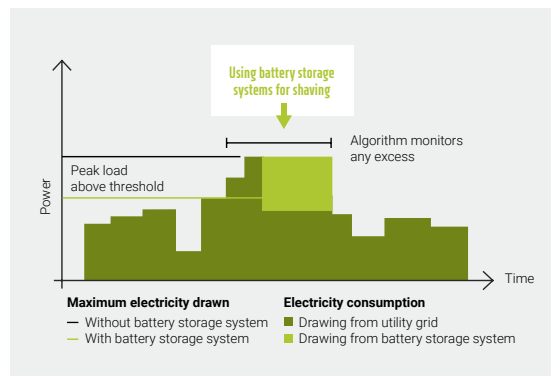 Using battery storage
systems for shaving
Algorithm monitors
any excess
Peak load
above threshold
Power
Time
Maximum electricity drawn
Without battery storage system
With battery storage system
Electricity consumption
Drawing from utility grid
Drawing from battery storage system